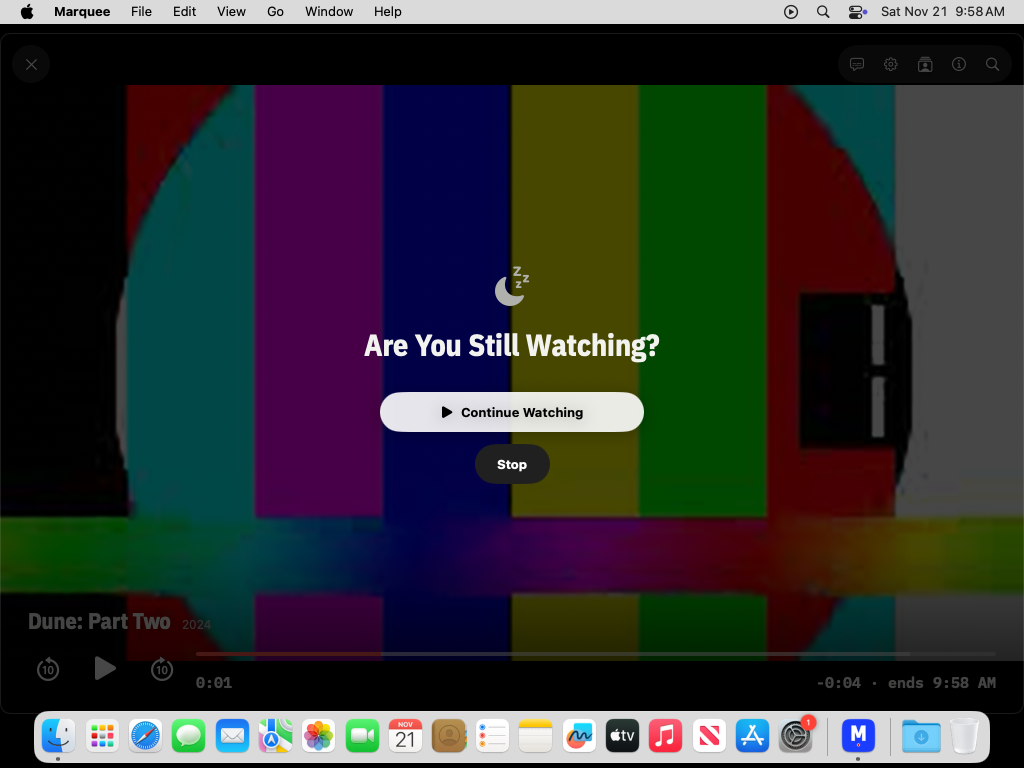 Marquee File Edit View Go Window Help Sat Nov 21 9:58 AM
z z z
Are You Still Watching?
Continue Watching
Stop
Dune: Part Two 2024
10 10
0:01 -0:04 · ends 9:58 AM
NOV
21
tv
1
M